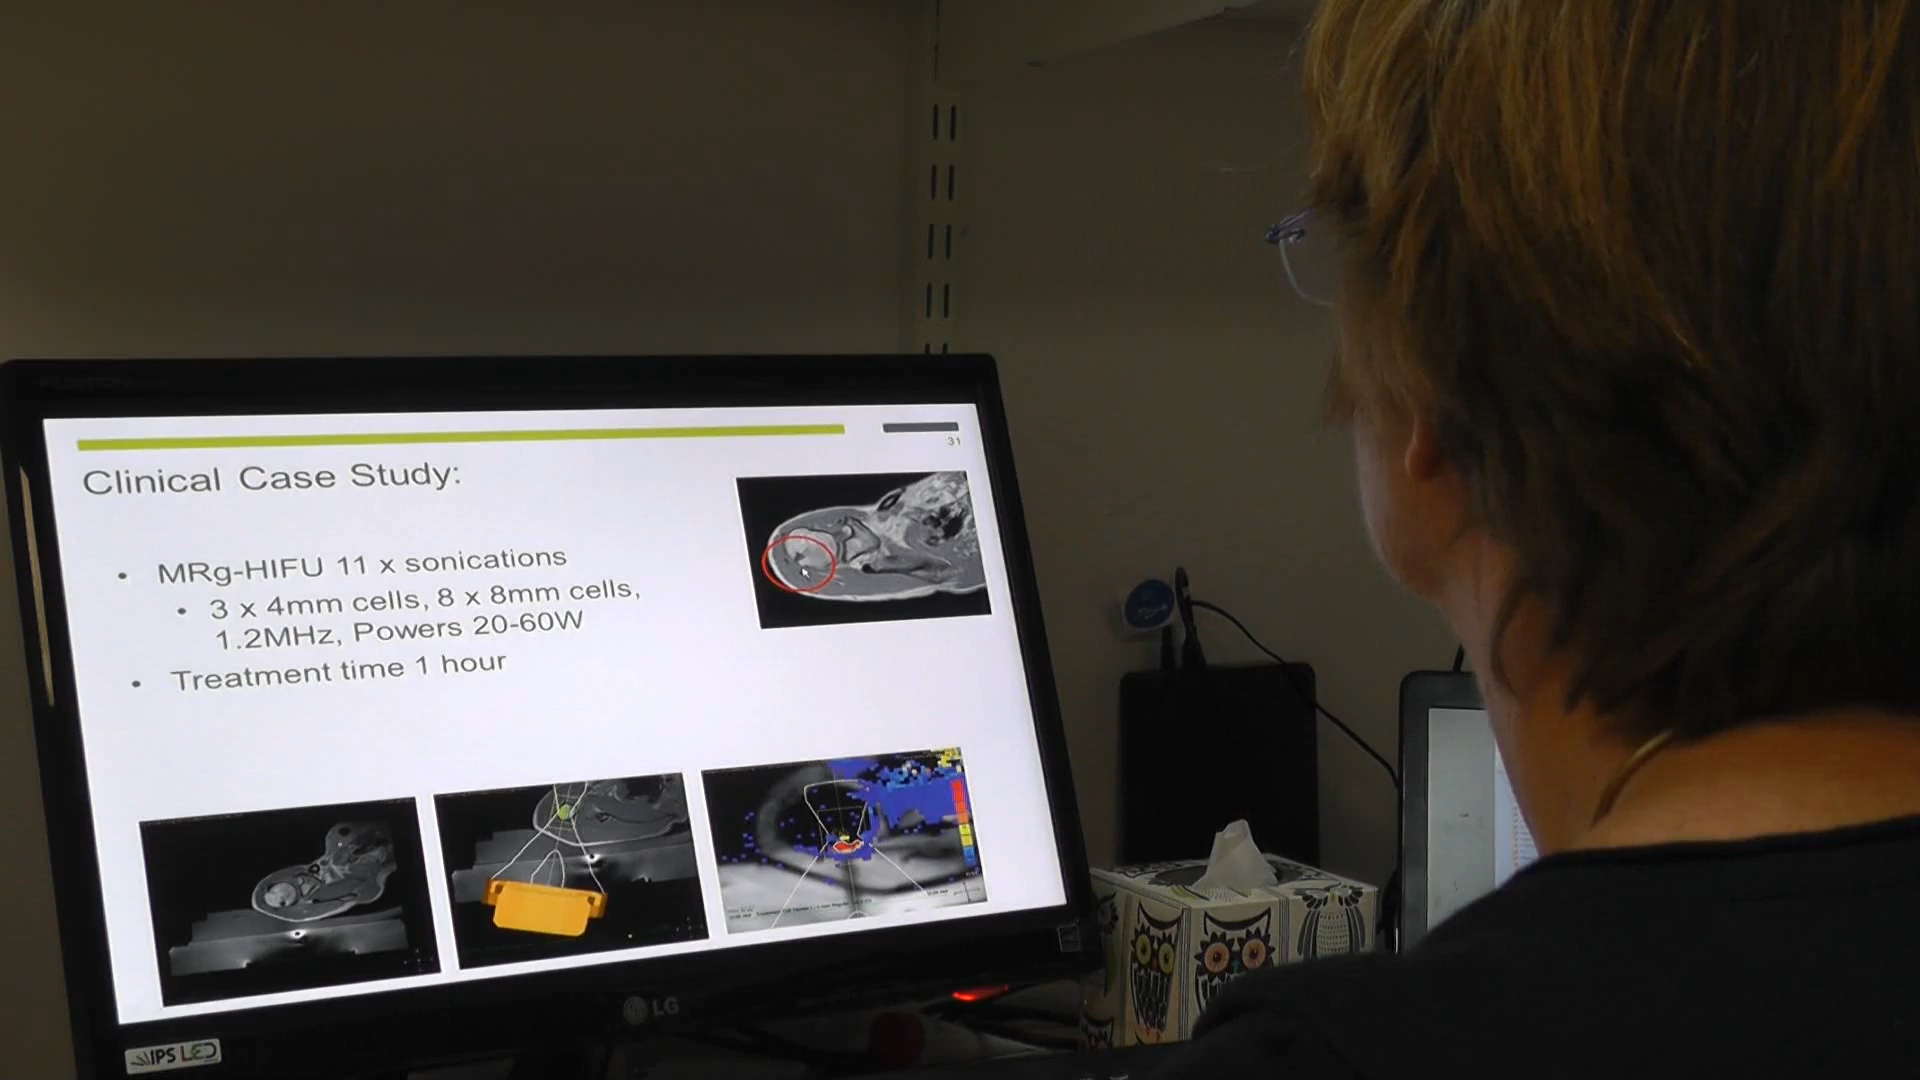 31
Clinical Case Study:
• MRg-HIFU 11 x sonications
• 3 x 4mm cells, 8 x 8mm cells,
1.2MHz, Powers 20-60W
• Treatment time 1 hour
LG
IPS LED